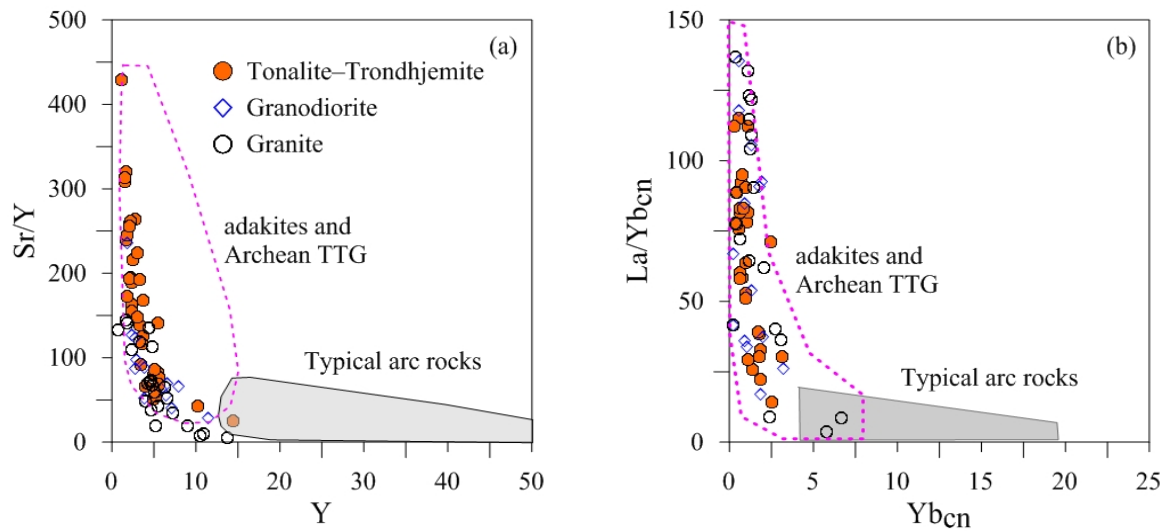 500
400
300
200
100
0
Sr/Y
(a)
Tonalite–Trondhjemite
Granodiorite
Granite
adakites and
Archean TTG
Typical arc rocks
0 10 20 30 40 50
Y
150
100
50
0
La/Ybcn
(b)
adakites and
Archean TTG
Typical arc rocks
0 5 10 15 20 25
Ybcn